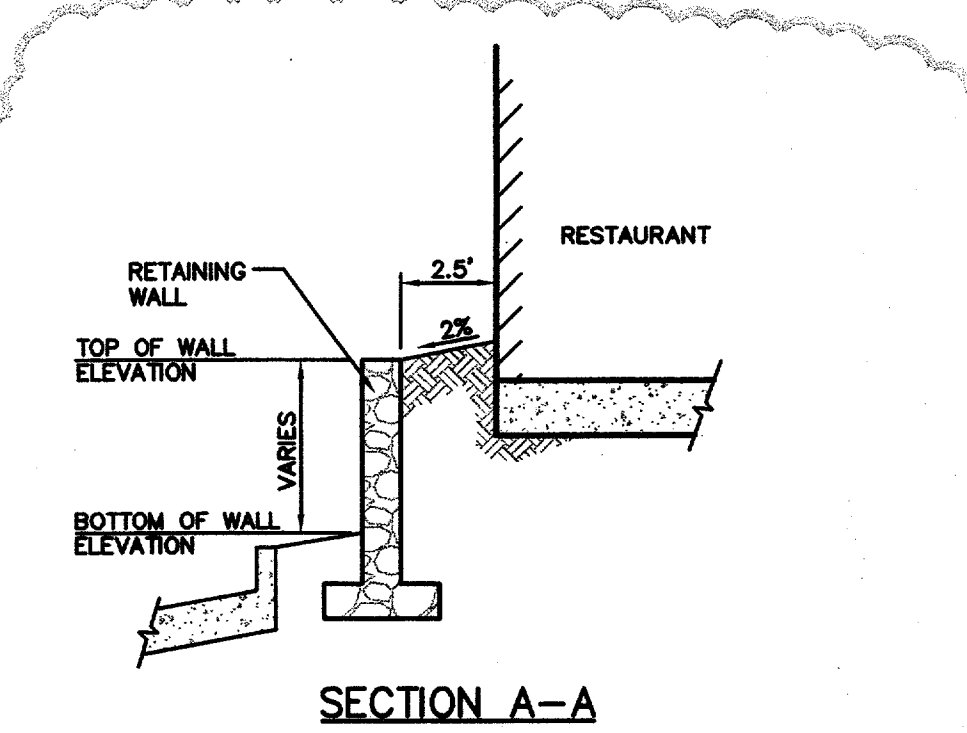 RESTAURANT
2.5'
RETAINING
WALL
2%
TOP OF WALL
ELEVATION
VARIES
BOTTOM OF WALL
ELEVATION
SECTION A-A